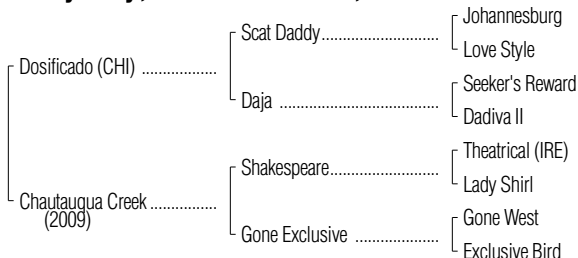 Johannesburg
Scat Daddy
Love Style
Dosificado (CHI)
Seeker's Reward
Daja
Dadiva II
Theatrical (IRE)
Shakespeare
Lady Shirl
Chautauqua Creek
(2009)
Gone West
Gone Exclusive
Exclusive Bird